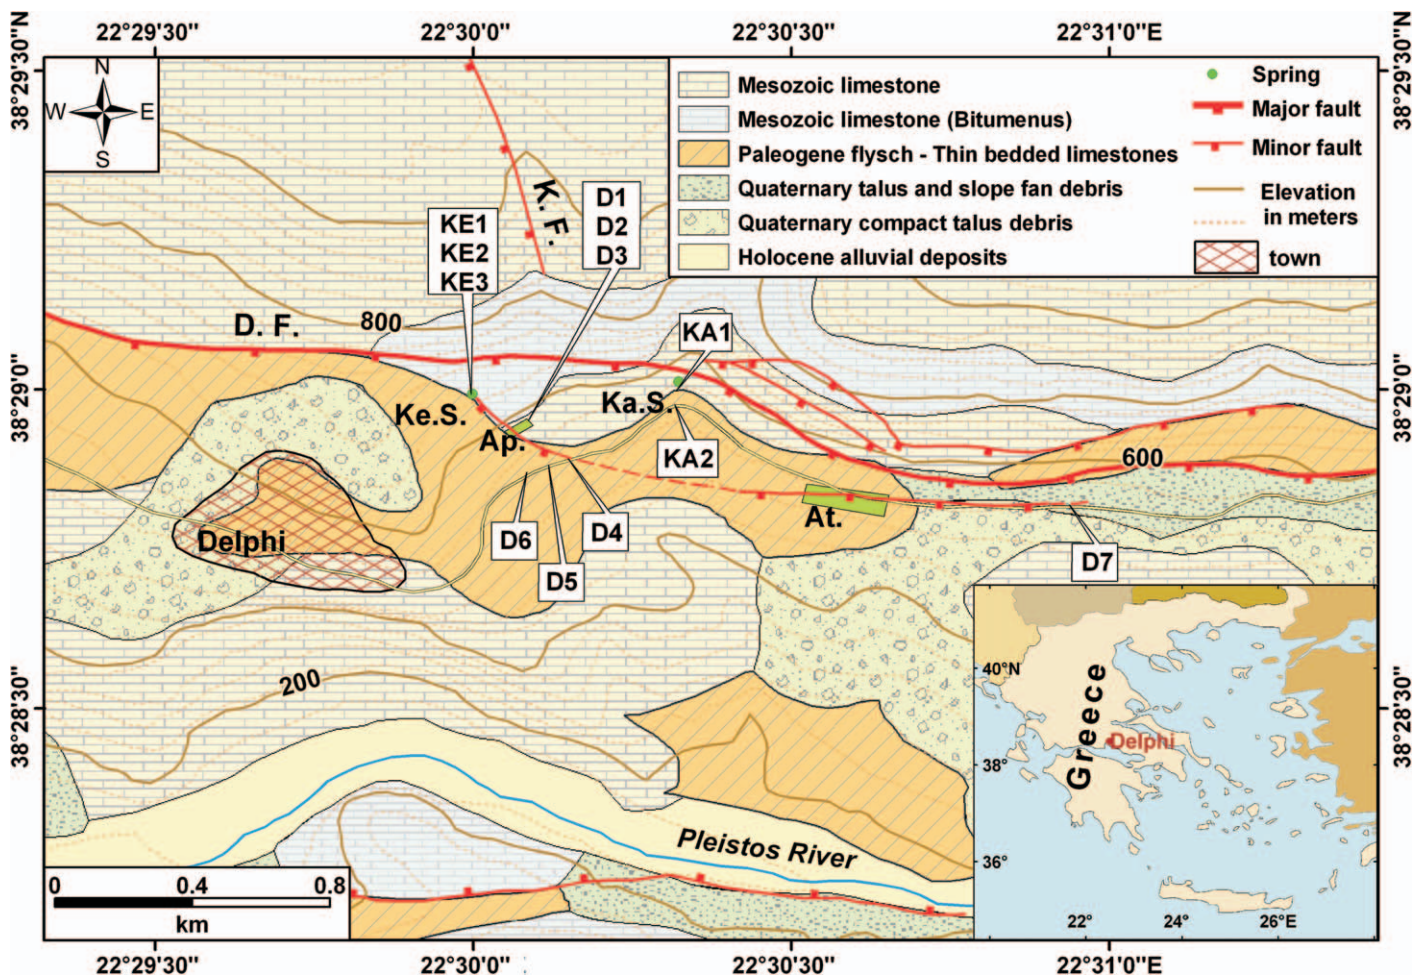 22°29'30"
22°30'0"
22°30'30"
22°31'0"E
38°29'30"N
38°29'30"N
N
W
E
S
Mesozoic limestone
Mesozoic limestone (Bitumenus)
Paleogene flysch - Thin bedded limestones
Quaternary talus and slope fan debris
Quaternary compact talus debris
Holocene alluvial deposits
Spring
Major fault
Minor fault
Elevation
in meters
town
K. F.
KE1
KE2
KE3
D1
D2
D3
D. F.
800
KA1
38°29'0"
38°29'0"
Ke.S.
Ap.
Ka.S.
KA2
600
At.
Delphi
D6
D5
D4
D7
200
38°28'30"
38°28'30"
Pleistos River
0
0.4
0.8
km
40°N
38°
36°
Greece
Delphi
22°
24°
26°E
22°29'30"
22°30'0"
22°30'30"
22°31'0"E